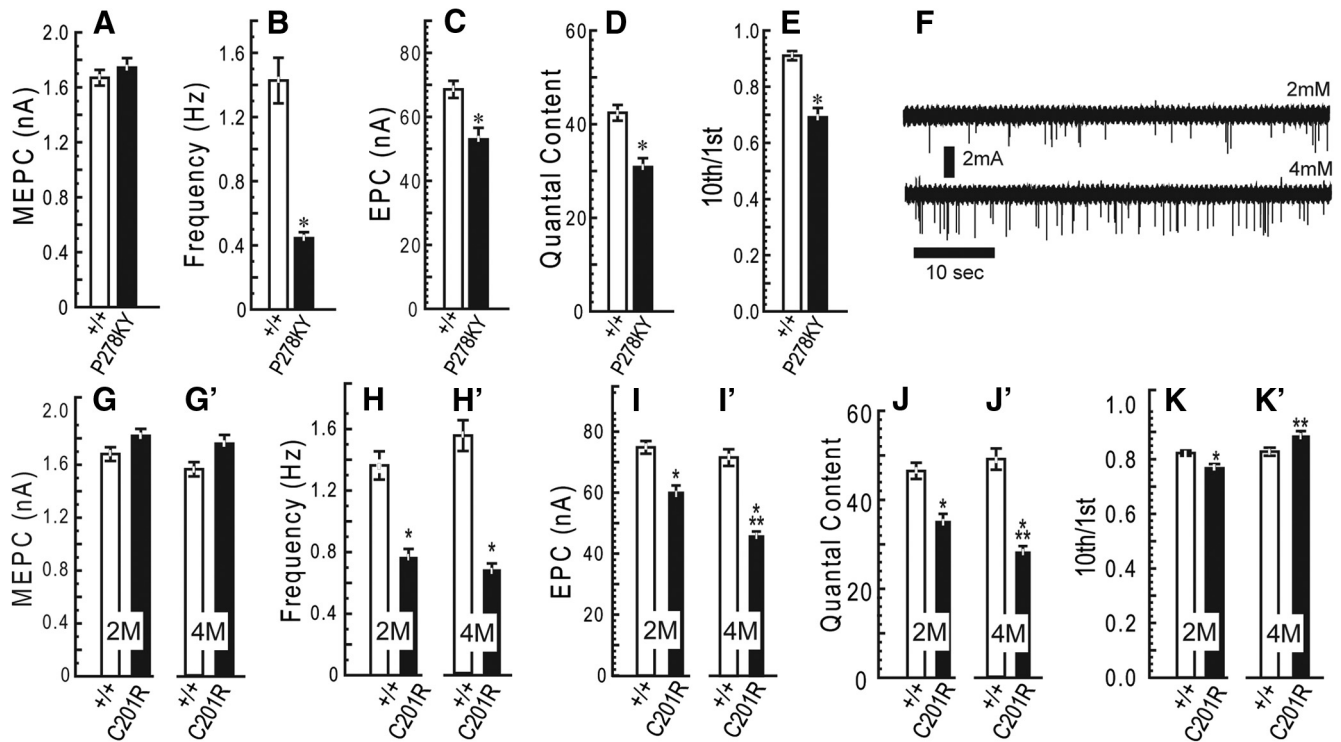 A
MEPC (nA)
2.0
1.6
1.2
0.8
0.4
0
+/+
P278KY
B
Frequency (Hz)
1.6
1.2
0.8
0.4
0
*
+/+
P278KY
C
EPC (nA)
80
60
40
20
0
*
+/+
P278KY
D
Quantal Content
60
40
20
0
*
+/+
P278KY
E
10th/1st
1.0
0.8
0.6
0.4
0.2
0.0
*
+/+
P278KY
F
2mM
2mA
4mM
10 sec
G
G’
MEPC (nA)
2.0
1.6
1.2
0.8
0.4
0
2M
4M
+/+
C201R
+/+
C201R
H
H’
Frequency (Hz)
1.6
1.2
0.8
0.4
0
*
*
2M
4M
+/+
C201R
+/+
C201R
I
I’
EPC (nA)
80
60
40
20
0
*
*
**
2M
4M
+/+
C201R
+/+
C201R
J
J’
Quantal Content
60
40
20
0
*
*
**
2M
4M
+/+
C201R
+/+
C201R
K
K’
10th/1st
1.0
0.8
0.6
0.4
0.2
0.0
*
**
2M
4M
+/+
C201R
+/+
C201R